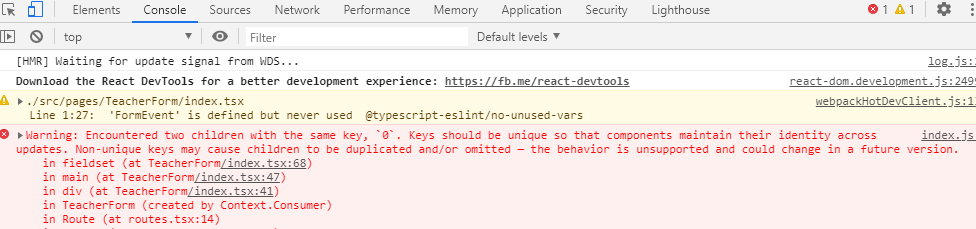 Elements Console Sources Network Performance Memory Application Security Lighthouse 1 1
top Filter Default levels
[HMR] Waiting for update signal from WDS... log.js:
Download the React DevTools for a better development experience: https://fb.me/react-devtools react-dom.development.js:2499
./src/pages/TeacherForm/index.tsx webpackHotDevClient.js:1
Line 1:27: 'FormEvent' is defined but never used @typescript-eslint/no-unused-vars
Warning: Encountered two children with the same key, `0`. Keys should be unique so that components maintain their identity across index.js
updates. Non-unique keys may cause children to be duplicated and/or omitted — the behavior is unsupported and could change in a future version.
in fieldset (at TeacherForm/index.tsx:68)
in main (at TeacherForm/index.tsx:47)
in div (at TeacherForm/index.tsx:41)
in TeacherForm (created by Context.Consumer)
in Route (at routes.tsx:14)